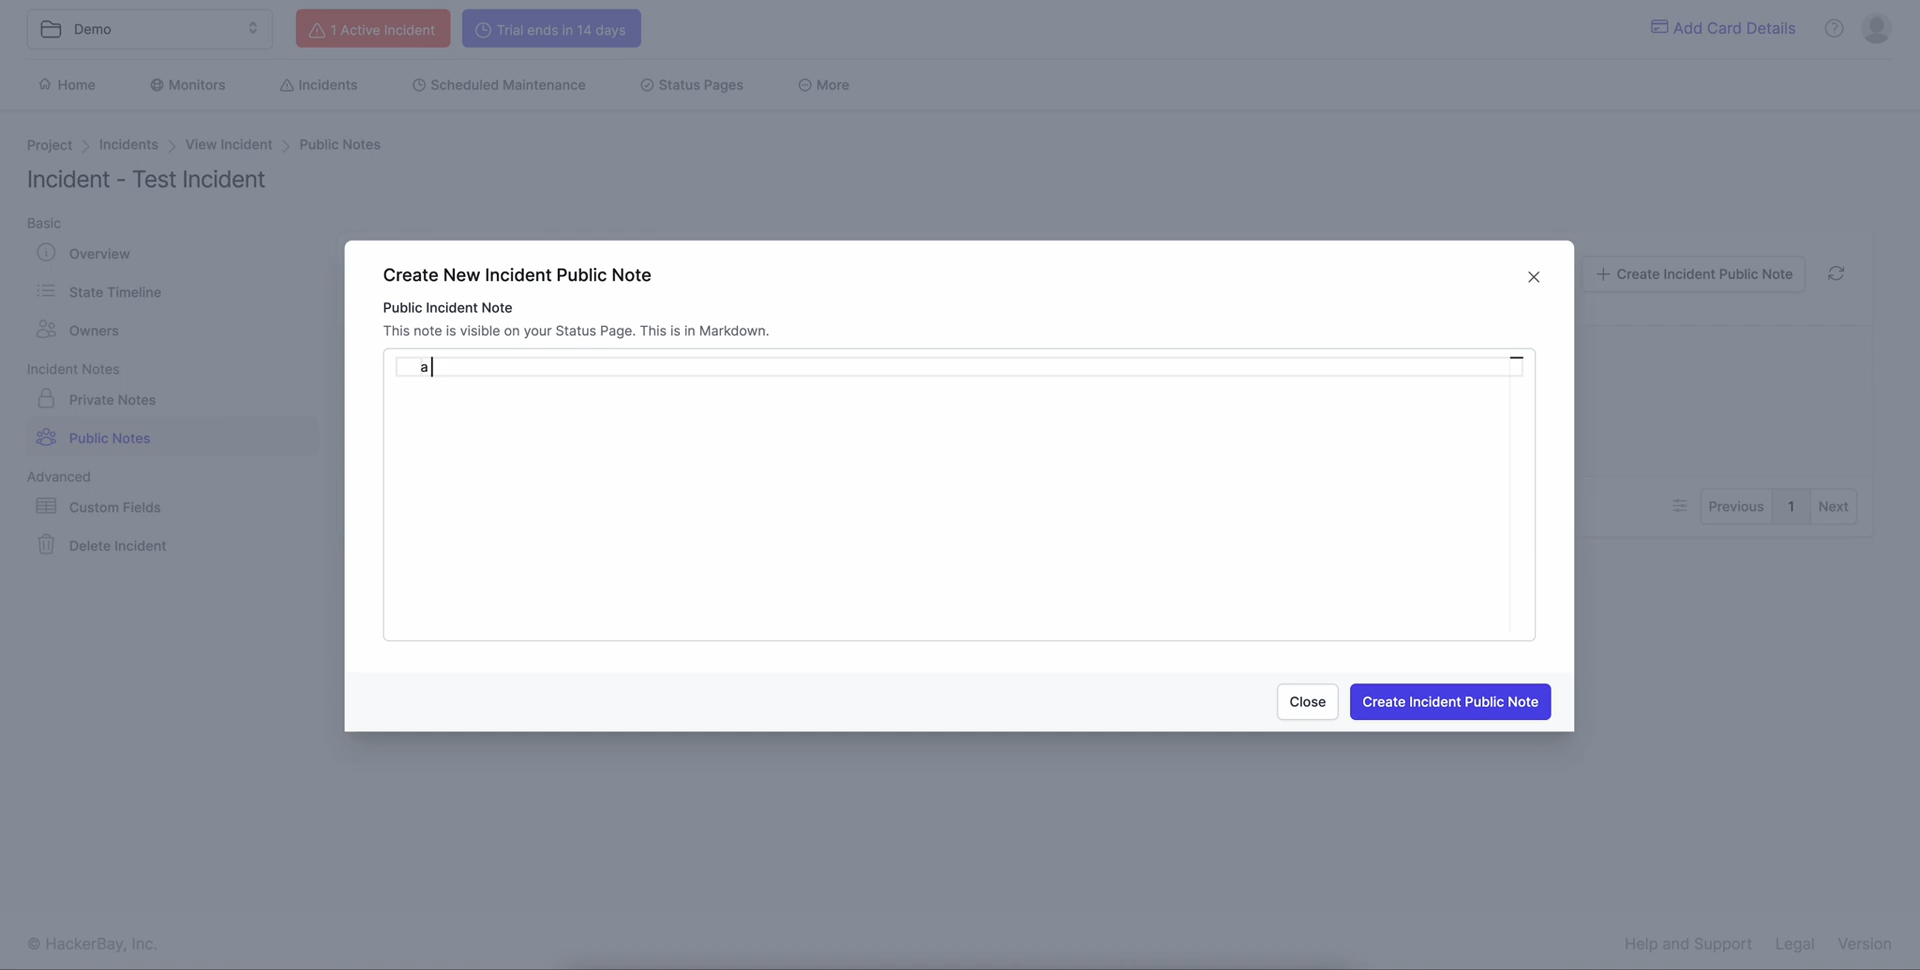 Demo
1 Active Incident
Trial ends in 14 days
Add Card Details
Home
Monitors
Incidents
Scheduled Maintenance
Status Pages
More
Project
Incidents
View Incident
Public Notes
Incident - Test Incident
Basic
Overview
State Timeline
Owners
Incident Notes
Private Notes
Public Notes
Advanced
Custom Fields
Delete Incident
Create New Incident Public Note
Public Incident Note
This note is visible on your Status Page. This is in Markdown.
a
Close
Create Incident Public Note
Create Incident Public Note
Previous
1
Next
© HackerBay, Inc.
Help and Support
Legal
Version